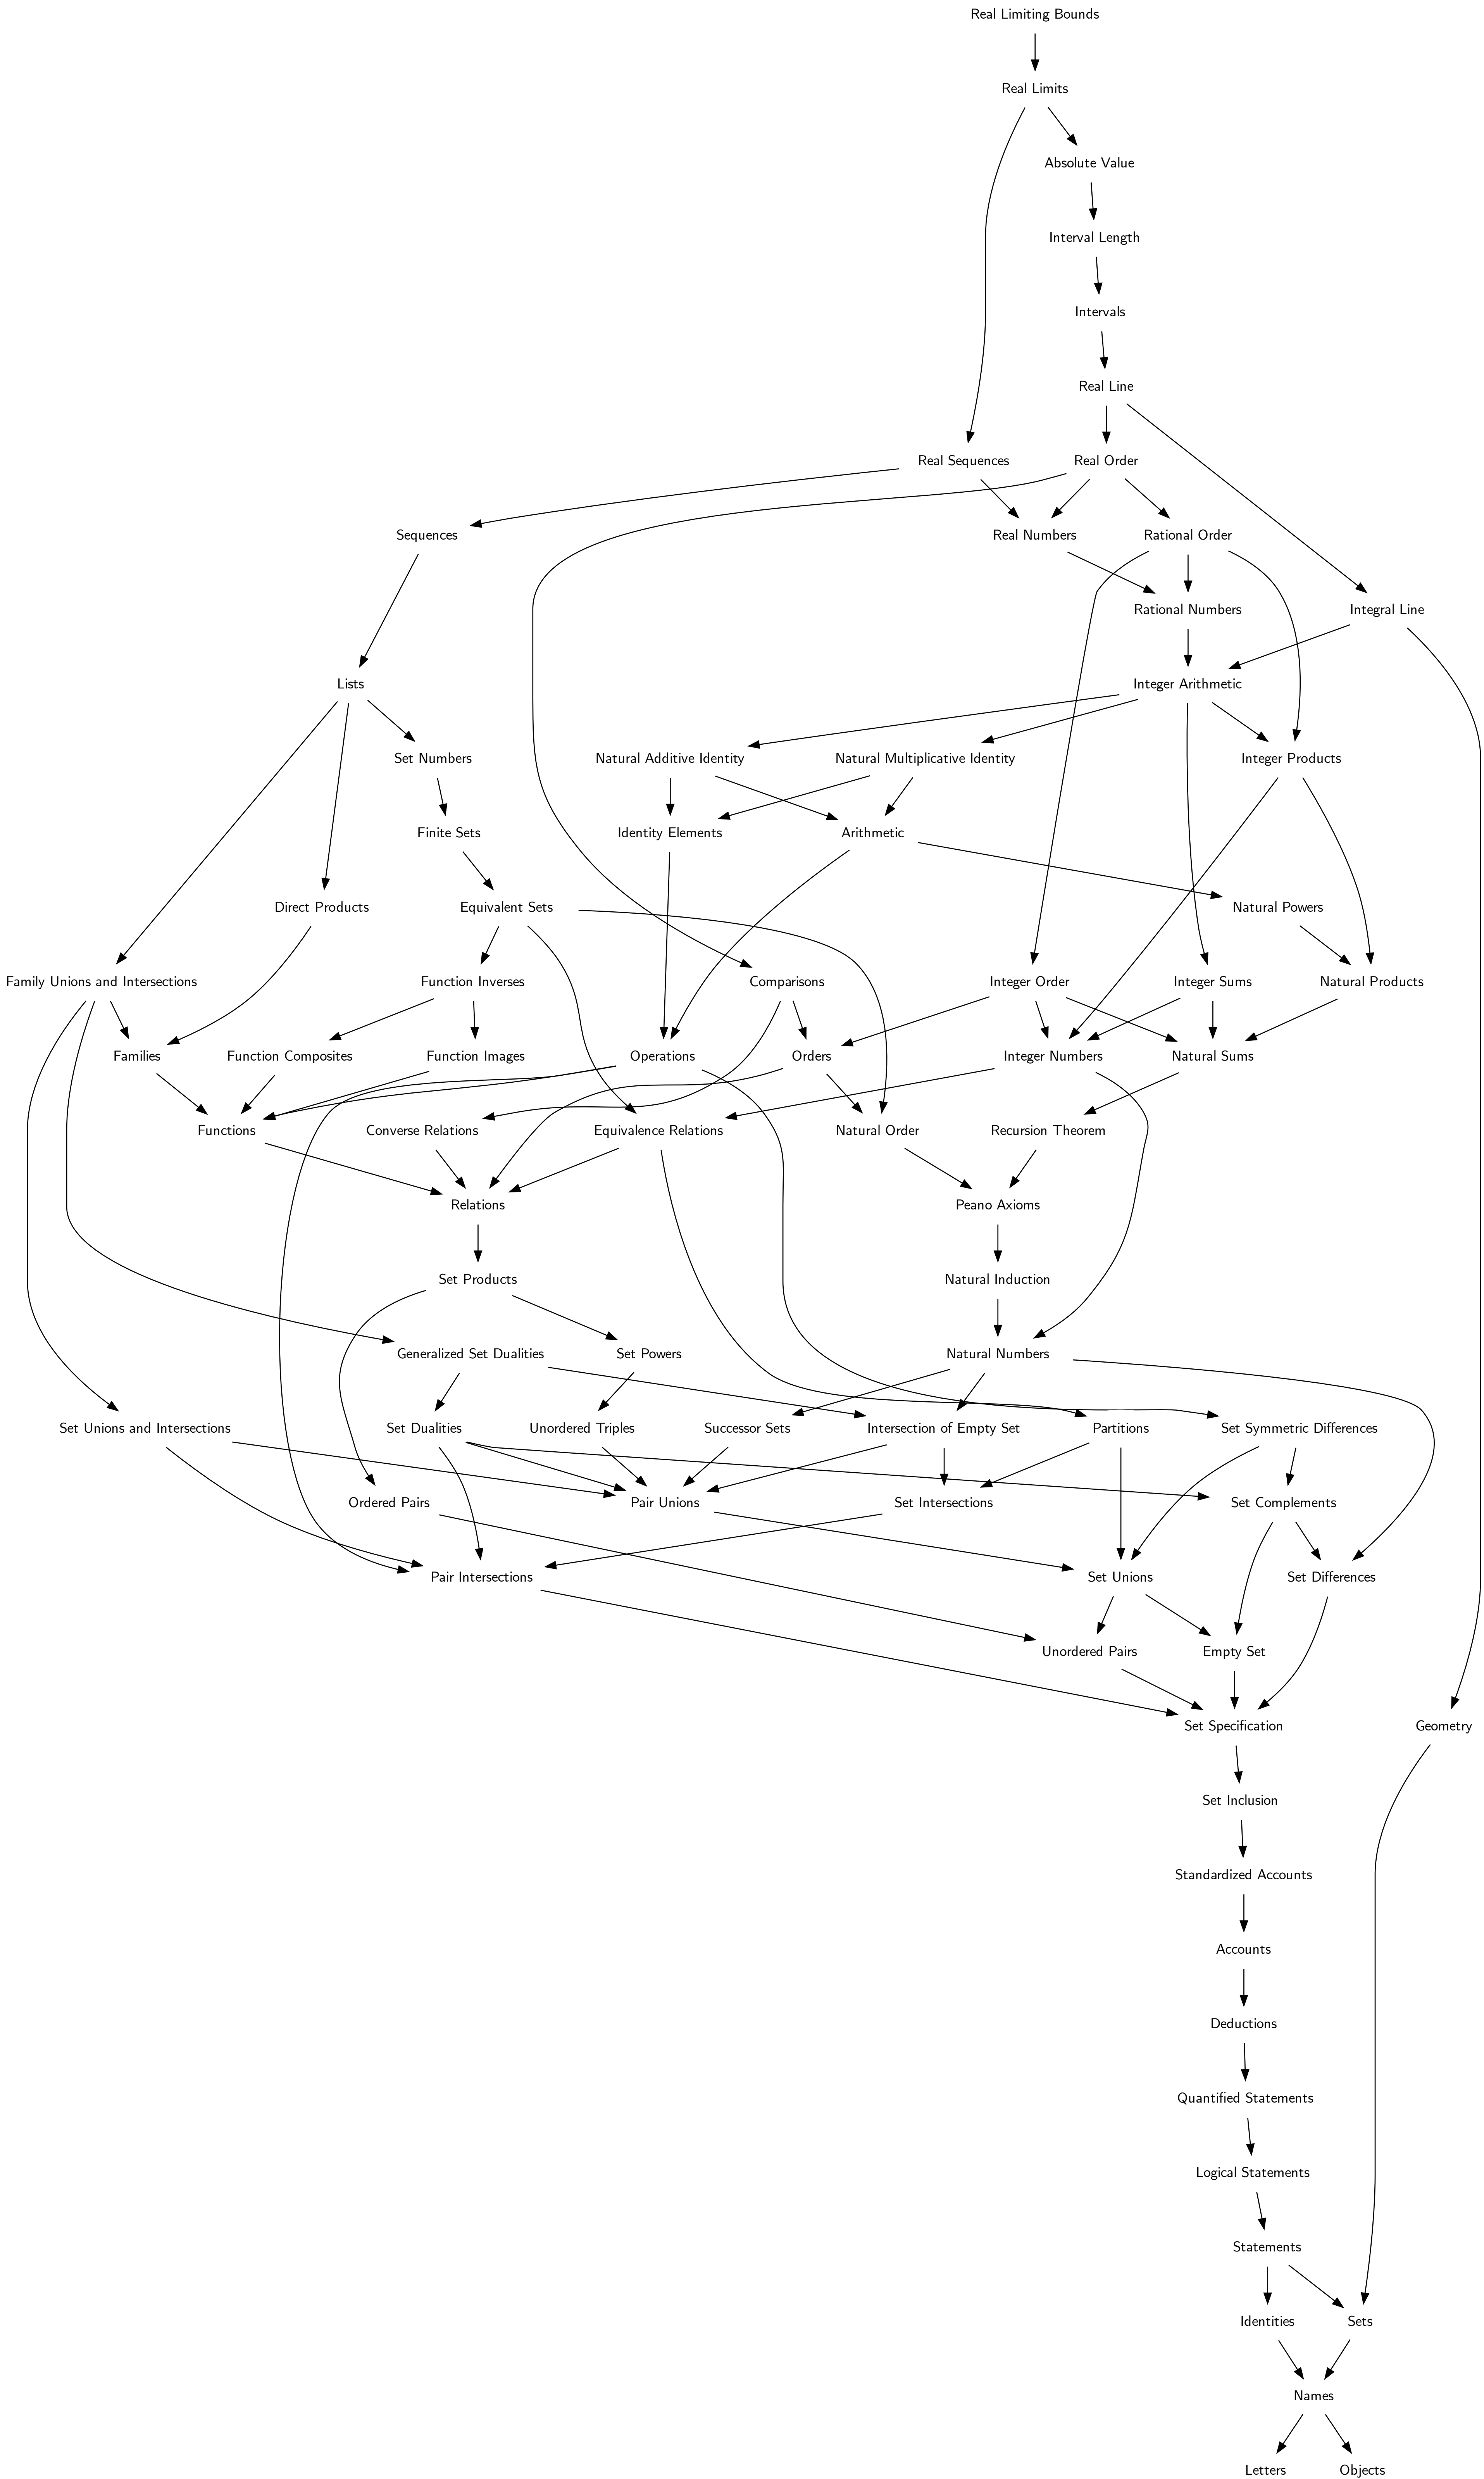 Real Limiting Bounds
Real Limits
Absolute Value
Interval Length
Intervals
Real Line
Real Sequences
Real Order
Sequences
Real Numbers
Rational Order
Rational Numbers
Integral Line
Lists
Integer Arithmetic
Set Numbers
Natural Additive Identity
Natural Multiplicative Identity
Integer Products
Finite Sets
Identity Elements
Arithmetic
Direct Products
Equivalent Sets
Natural Powers
Family Unions and Intersections
Function Inverses
Comparisons
Integer Order
Integer Sums
Natural Products
Families
Function Composites
Function Images
Operations
Orders
Integer Numbers
Natural Sums
Functions
Converse Relations
Equivalence Relations
Natural Order
Recursion Theorem
Relations
Peano Axioms
Set Products
Natural Induction
Generalized Set Dualities
Set Powers
Natural Numbers
Set Unions and Intersections
Set Dualities
Unordered Triples
Successor Sets
Intersection of Empty Set
Partitions
Set Symmetric Differences
Ordered Pairs
Pair Unions
Set Intersections
Set Complements
Pair Intersections
Set Unions
Set Differences
Unordered Pairs
Empty Set
Set Specification
Geometry
Set Inclusion
Standardized Accounts
Accounts
Deductions
Quantified Statements
Logical Statements
Statements
Identities
Sets
Names
Letters
Objects